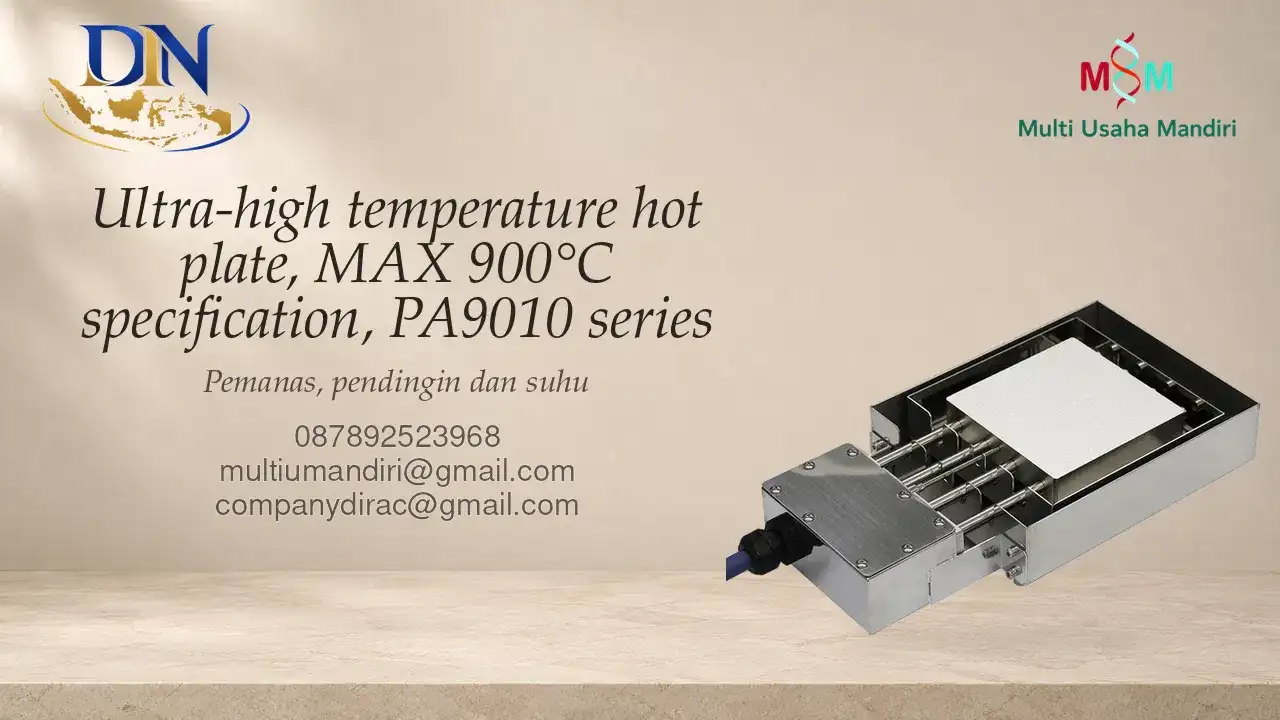 DN
M M
Multi Usaha Mandiri
Ultra-high temperature hot
plate, MAX 900°C
specification, PA9010 series
Pemanas, pendingin dan suhu
087892523968
multiumandiri@gmail.com
companydirac@gmail.com